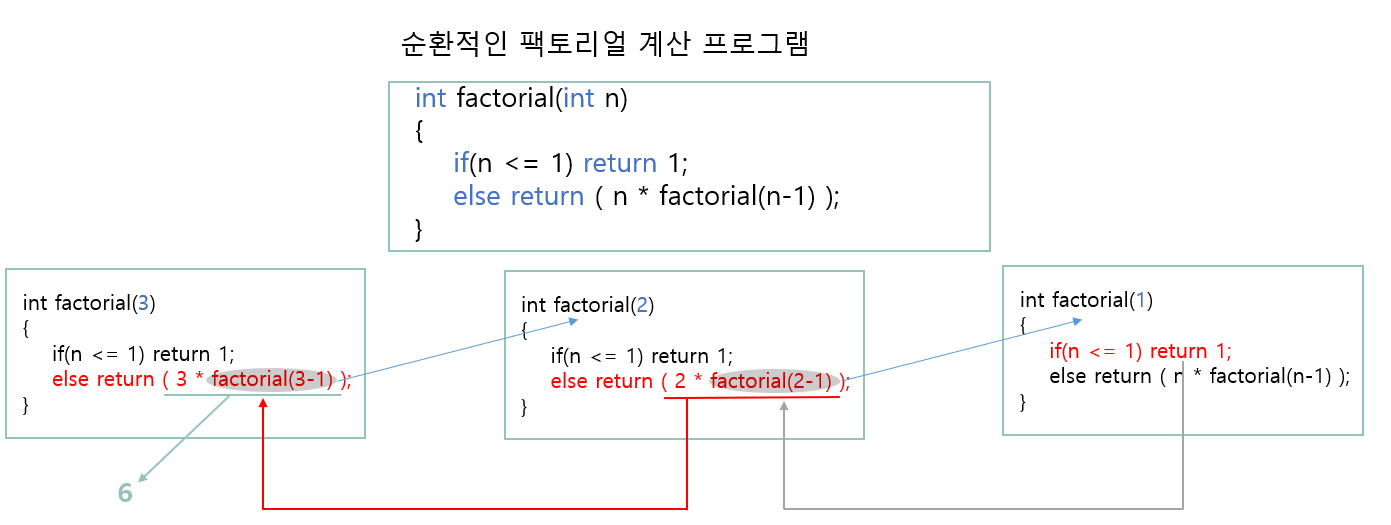 순환적인 팩토리얼 계산 프로그램
int factorial(int n)
{
if(n <= 1) return 1;
else return ( n * factorial(n-1) );
}
int factorial(3)
{
if(n <= 1) return 1;
else return ( 3 * factorial(3-1) );
}
6
int factorial(2)
{
if(n <= 1) return 1;
else return ( 2 * factorial(2-1) );
}
int factorial(1)
{
if(n <= 1) return 1;
else return ( n * factorial(n-1) );
}